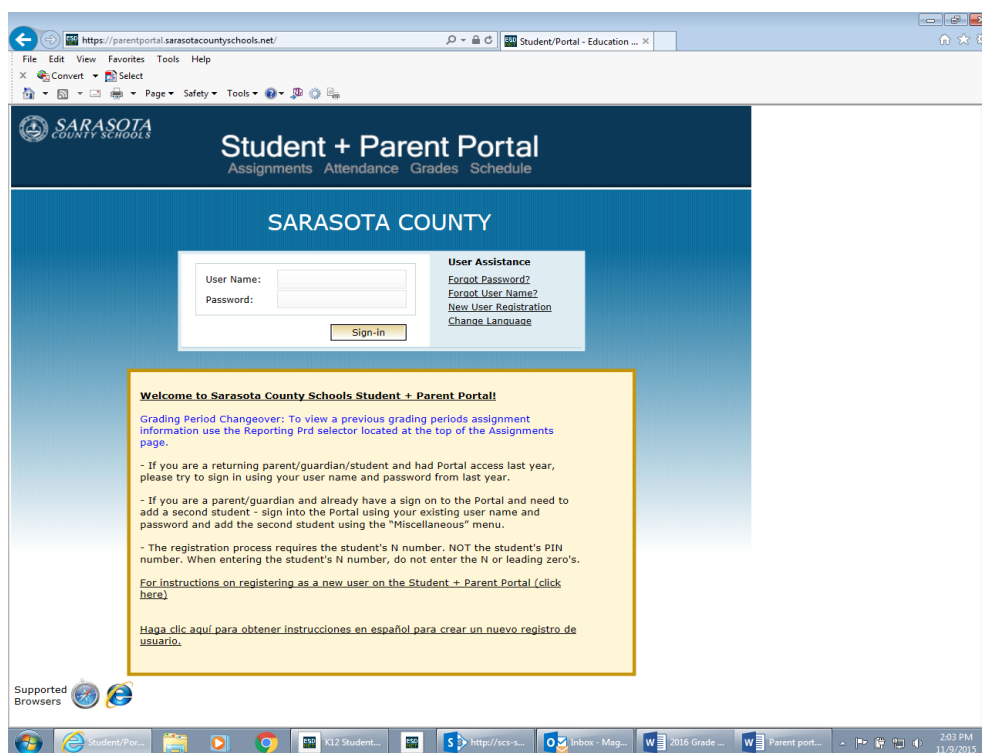 https://parentportal.sarasotacountyschools.net/
Student/Portal - Education ...
File Edit View Favorites Tools Help
Convert Select
Page Safety Tools
SARASOTA
COUNTY SCHOOLS
Student + Parent Portal
Assignments Attendance Grades Schedule
SARASOTA COUNTY
User Name:
Password:
Sign-in
User Assistance
Forgot Password?
Forgot User Name?
New User Registration
Change Language
Welcome to Sarasota County Schools Student + Parent Portal!
Grading Period Changeover: To view a previous grading periods assignment
information use the Reporting Prd selector located at the top of the Assignments
page.
- If you are a returning parent/guardian/student and had Portal access last year,
please try to sign in using your user name and password from last year.
- If you are a parent/guardian and already have a sign on to the Portal and need to
add a second student - sign into the Portal using your existing user name and
password and add the second student using the “Miscellaneous” menu.
- The registration process requires the student's N number. NOT the student's PIN
number. When entering the student's N number, do not enter the N or leading zero's.
For instructions on registering as a new user on the Student + Parent Portal (click
here)
Haga clic aquí para obtener instrucciones en español para crear un nuevo registro de
usuario.
Supported
Browsers
Student/Por...
K12 Student...
http://scs-s...
Inbox - Mag...
2016 Grade ...
Parent port...
2:03 PM
11/9/2015